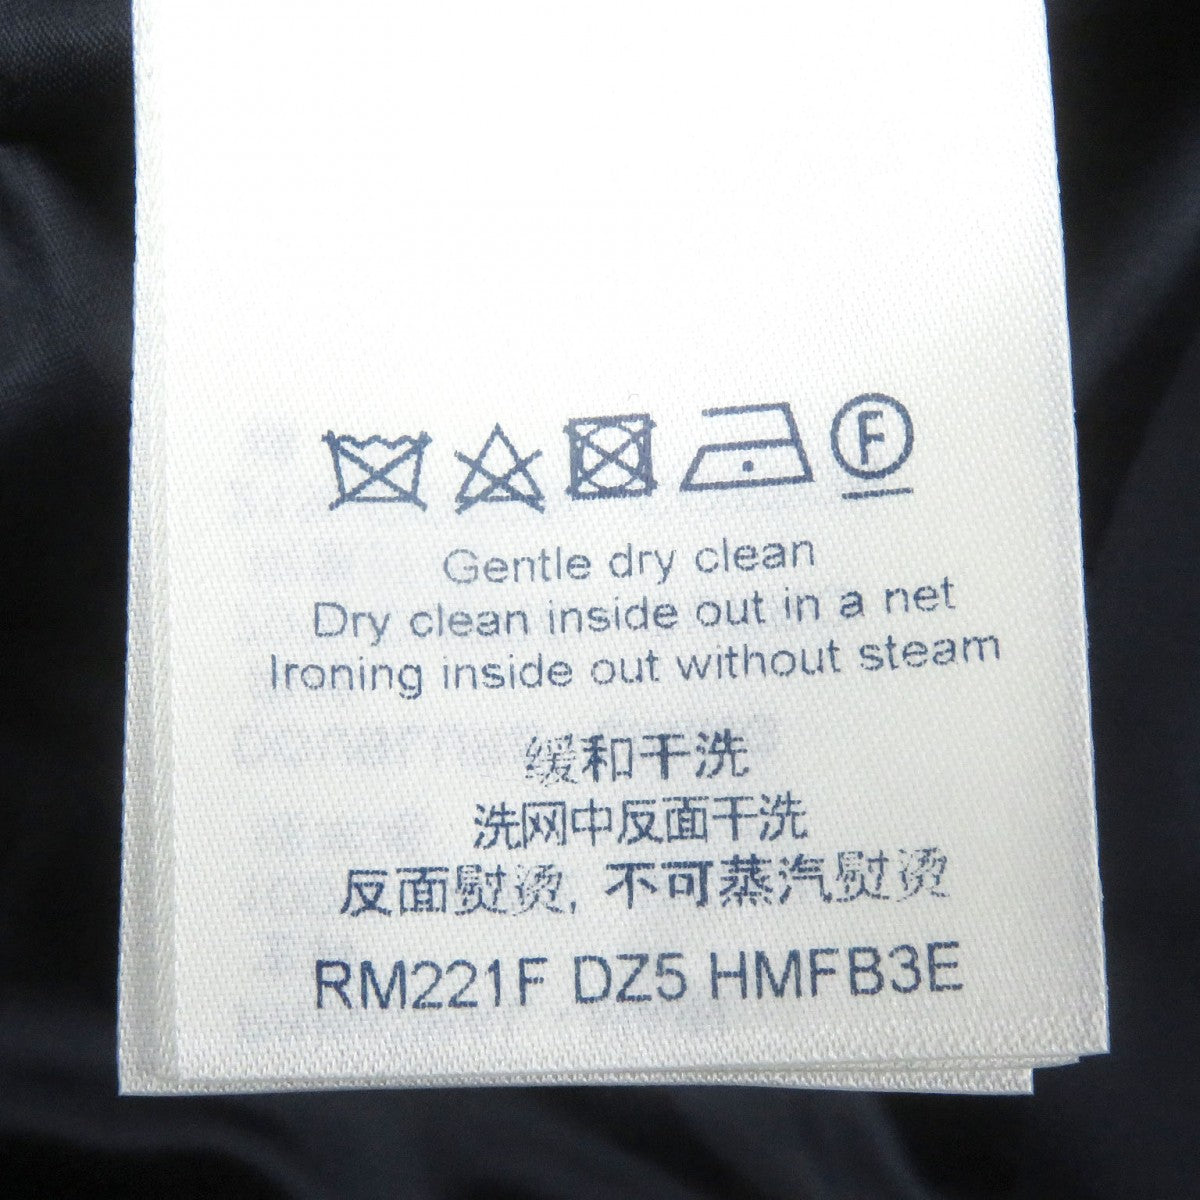 F
Gentle dry clean
Dry clean inside out in a net
Ironing inside out without steam
缓和干洗
洗网中反面干洗
反面熨烫, 不可蒸汽熨烫
RM221F DZ5 HMFB3E